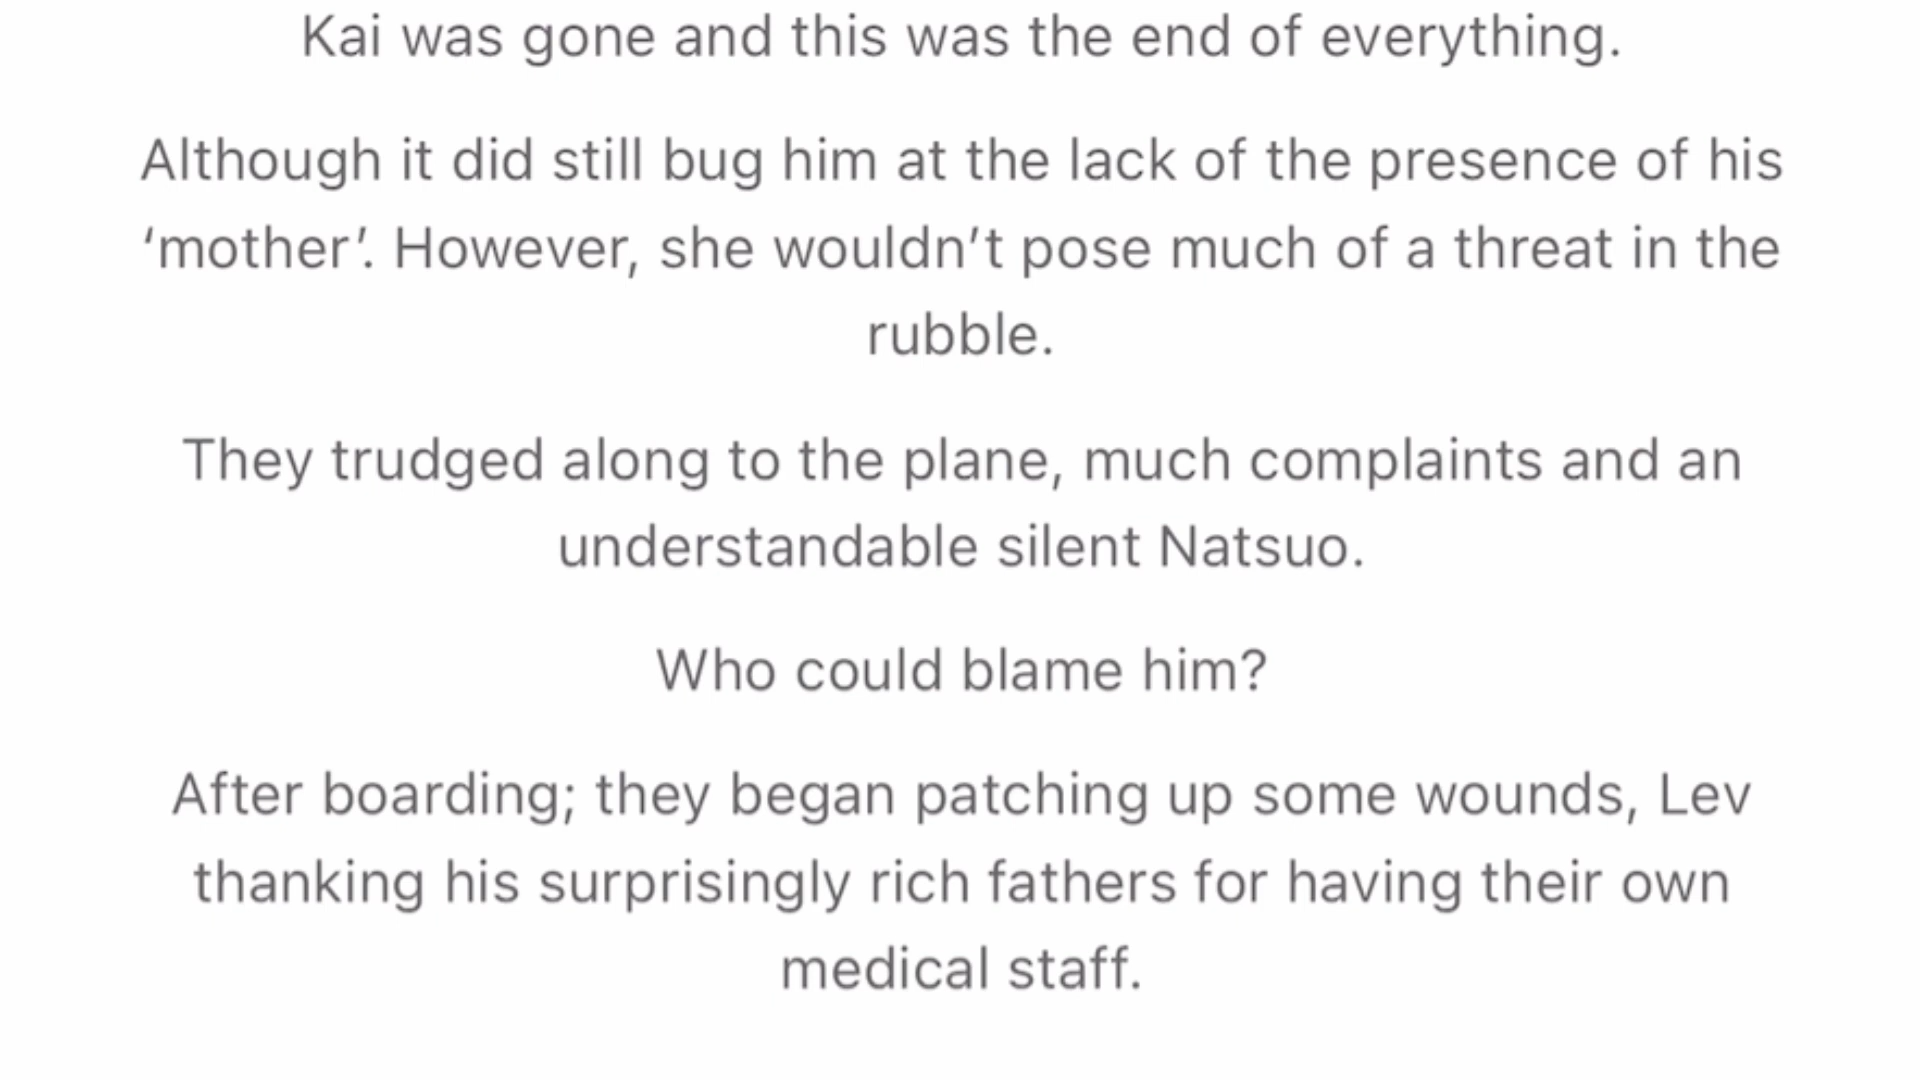 Kai was gone and this was the end of everything.
Although it did still bug him at the lack of the presence of his
‘mother’. However, she wouldn’t pose much of a threat in the
rubble.
They trudged along to the plane, much complaints and an
understandable silent Natsuo.
Who could blame him?
After boarding; they began patching up some wounds, Lev
thanking his surprisingly rich fathers for having their own
medical staff.